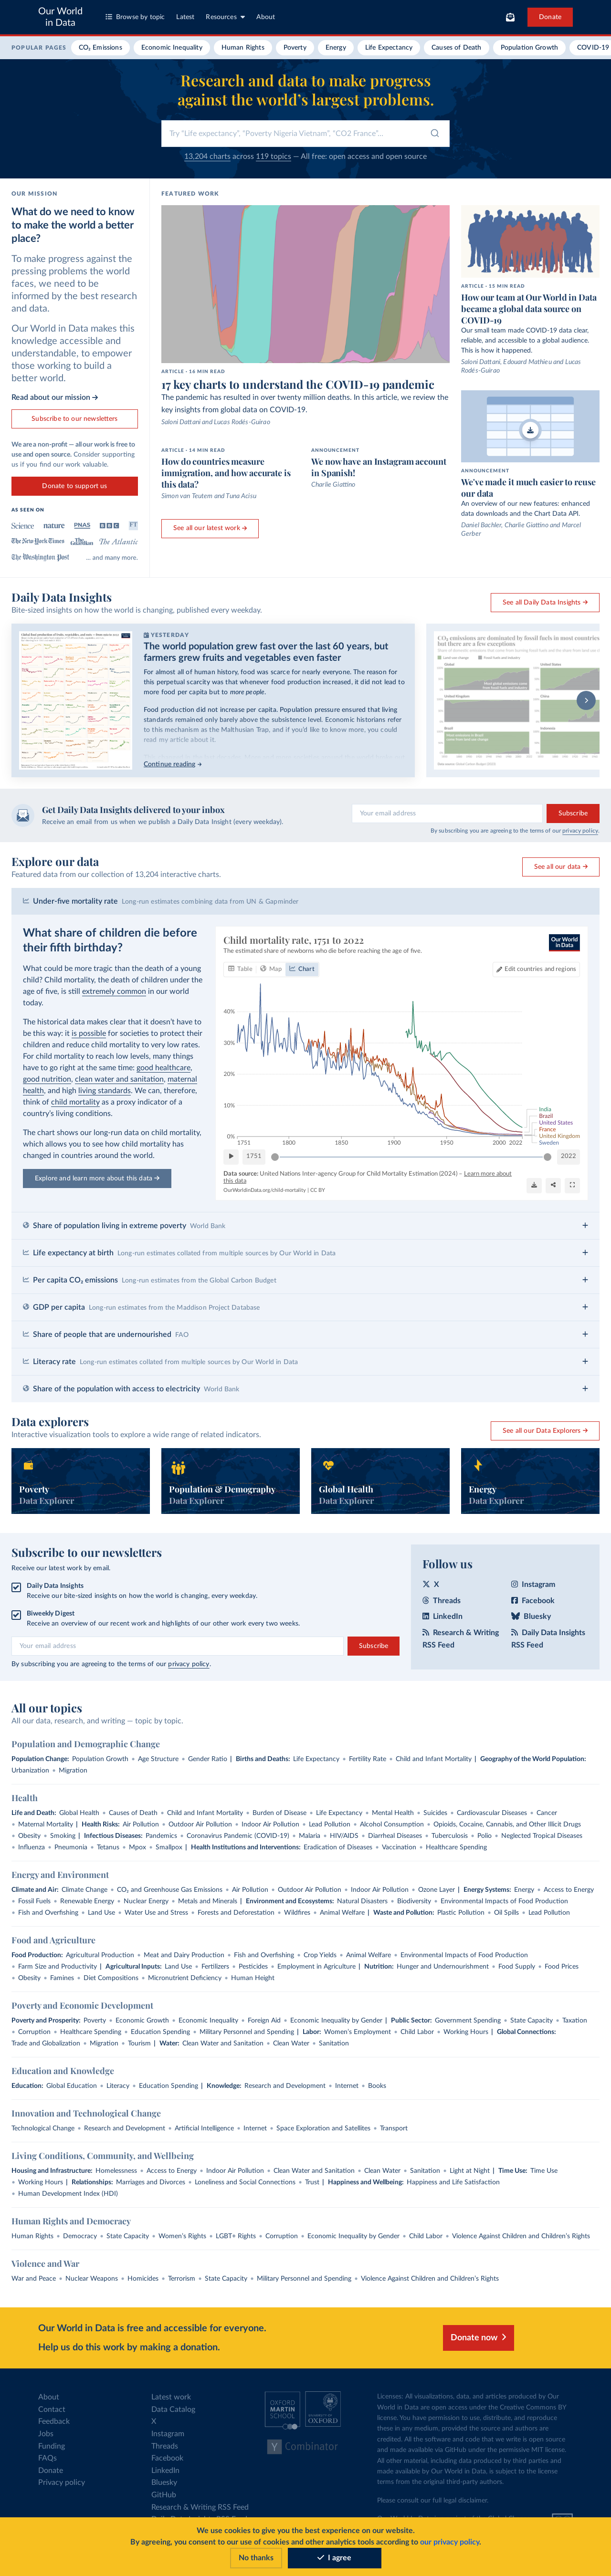 Our World
in Data
Browse by topic
Latest
Resources
About
Donate
POPULAR PAGES
CO₂ Emissions
Economic Inequality
Human Rights
Poverty
Energy
Life Expectancy
Causes of Death
Population Growth
COVID-19
Research and data to make progress
against the world's largest problems.
Try "Life expectancy", "Poverty Nigeria Vietnam", "CO2 France"...
13,204 charts across 119 topics — All free: open access and open source
OUR MISSION
What do we need to
know to make the world a better
place?
To make progress against the
pressing problems the world
faces, we need to be
informed by the best research
and data.
Our World in Data makes this
knowledge accessible and
understandable, to empower
those working to build a
better world.
Read about our mission →
Subscribe to our newsletters
We are a non-profit — all our work is free to
use and open source. Consider supporting
us if you find our work valuable.
Donate to support us
AS SEEN ON
Science
nature
PNAS
BBC
FT
The New York Times
The Guardian
The Atlantic
The Washington Post
... and many more.
FEATURED WORK
ARTICLE · 16 MIN READ
17 key charts to understand the COVID-19 pandemic
The pandemic has resulted in over twenty million deaths. In this article, we review the
key insights from global data on COVID-19.
Saloni Dattani and Lucas Rodés-Guirao
ARTICLE · 14 MIN READ
How do countries measure
immigration, and how accurate is
this data?
Simon van Teutem and Tuna Acisu
ANNOUNCEMENT
We now have an Instagram account
in Spanish!
Charlie Giattino
See all our latest work →
ARTICLE · 15 MIN READ
How our team at Our World in Data
became a global data source on
COVID-19
Our small team made COVID-19 data clear,
reliable, and accessible to a global audience.
This is how it happened.
Saloni Dattani, Edouard Mathieu and Lucas
Rodés-Guirao
ANNOUNCEMENT
We've made it much easier to reuse
our data
An overview of our new features: enhanced
data downloads and the Chart Data API.
Daniel Bachler, Charlie Giattino and Marcel
Gerber
Daily Data Insights
Bite-sized insights on how the world is changing, published every weekday.
See all Daily Data Insights →
YESTERDAY
The world population grew fast over the last 60 years, but
farmers grew fruits and vegetables even faster
For almost all of human history, food was scarce for nearly everyone. The reason for
this perpetual scarcity was that whenever food production increased, it did not lead to
more food per capita but to more people.
Food production did not increase per capita. Population pressure ensured that living
standards remained only barely above the subsistence level. Economic historians refer
to this mechanism as the Malthusian Trap, and if you'd like to know more, you could
read my article about it.
Continue reading →
CO₂ emissions are dominated by fossil fuels in most countries,
but there are a few exceptions
Get Daily Data Insights delivered to your inbox
Receive an email from us when we publish a Daily Data Insight (every weekday).
Your email address
Subscribe
By subscribing you are agreeing to the terms of our privacy policy.
Explore our data
Featured data from our collection of 13,204 interactive charts.
See all our data →
Under-five mortality rate Long-run estimates combining data from UN & Gapminder
What share of children die before
their fifth birthday?
What could be more tragic than the death of a young
child? Child mortality, the death of children under the
age of five, is still extremely common in our world
today.
The historical data makes clear that it doesn't have to
be this way: it is possible for societies to protect their
children and reduce child mortality to very low rates.
For child mortality to reach low levels, many things
have to go right at the same time: good healthcare,
good nutrition, clean water and sanitation, maternal
health, and high living standards. We can, therefore,
think of child mortality as a proxy indicator of a
country's living conditions.
The chart shows our long-run data on child mortality,
which allows you to see how child mortality has
changed in countries around the world.
Explore and learn more about this data →
Child mortality rate, 1751 to 2022
The estimated share of newborns who die before reaching the age of five.
Our World
in Data
Table
Map
Chart
Edit countries and regions
40%
30%
20%
10%
0%
1751
1800
1850
1900
1950
2000
2022
India
Brazil
United States
France
United Kingdom
Sweden
1751
2022
Data source: United Nations Inter-agency Group for Child Mortality Estimation (2024) – Learn more about
this data
OurWorldInData.org/child-mortality | CC BY
Share of population living in extreme poverty World Bank
Life expectancy at birth Long-run estimates collated from multiple sources by Our World in Data
Per capita CO₂ emissions Long-run estimates from the Global Carbon Budget
GDP per capita Long-run estimates from the Maddison Project Database
Share of people that are undernourished FAO
Literacy rate Long-run estimates collated from multiple sources by Our World in Data
Share of the population with access to electricity World Bank
Data explorers
Interactive visualization tools to explore a wide range of related indicators.
See all our Data Explorers →
Poverty
Data Explorer
Population & Demography
Data Explorer
Global Health
Data Explorer
Energy
Data Explorer
Subscribe to our newsletters
Receive our latest work by email.
Daily Data Insights
Receive our bite-sized insights on how the world is changing, every weekday.
Biweekly Digest
Receive an overview of our recent work and highlights of our other work every two weeks.
Your email address
Subscribe
By subscribing you are agreeing to the terms of our privacy policy.
Follow us
X
Instagram
Threads
Facebook
LinkedIn
Bluesky
Research & Writing
RSS Feed
Daily Data Insights
RSS Feed
All our topics
All our data, research, and writing — topic by topic.
Population and Demographic Change
Population Change: Population Growth • Age Structure • Gender Ratio | Births and Deaths: Life Expectancy • Fertility Rate • Child and Infant Mortality | Geography of the World Population:
Urbanization • Migration
Health
Life and Death: Global Health • Causes of Death • Child and Infant Mortality • Burden of Disease • Life Expectancy • Mental Health • Suicides • Cardiovascular Diseases • Cancer
• Maternal Mortality | Health Risks: Air Pollution • Outdoor Air Pollution • Indoor Air Pollution • Lead Pollution • Alcohol Consumption • Opioids, Cocaine, Cannabis, and Other Illicit Drugs
• Obesity • Smoking | Infectious Diseases: Pandemics • Coronavirus Pandemic (COVID-19) • Malaria • HIV/AIDS • Diarrheal Diseases • Tuberculosis • Polio • Neglected Tropical Diseases
• Influenza • Pneumonia • Tetanus • Mpox • Smallpox | Health Institutions and Interventions: Eradication of Diseases • Vaccination • Healthcare Spending
Energy and Environment
Climate and Air: Climate Change • CO₂ and Greenhouse Gas Emissions • Air Pollution • Outdoor Air Pollution • Indoor Air Pollution • Ozone Layer | Energy Systems: Energy • Access to Energy
• Fossil Fuels • Renewable Energy • Nuclear Energy • Metals and Minerals | Environment and Ecosystems: Natural Disasters • Biodiversity • Environmental Impacts of Food Production
• Fish and Overfishing • Land Use • Water Use and Stress • Forests and Deforestation • Wildfires • Animal Welfare | Waste and Pollution: Plastic Pollution • Oil Spills • Lead Pollution
Food and Agriculture
Food Production: Agricultural Production • Meat and Dairy Production • Fish and Overfishing • Crop Yields • Animal Welfare • Environmental Impacts of Food Production
• Farm Size and Productivity | Agricultural Inputs: Land Use • Fertilizers • Pesticides • Employment in Agriculture | Nutrition: Hunger and Undernourishment • Food Supply • Food Prices
• Obesity • Famines • Diet Compositions • Micronutrient Deficiency • Human Height
Poverty and Economic Development
Poverty and Prosperity: Poverty • Economic Growth • Economic Inequality • Foreign Aid • Economic Inequality by Gender | Public Sector: Government Spending • State Capacity • Taxation
• Corruption • Healthcare Spending • Education Spending • Military Personnel and Spending | Labor: Women's Employment • Child Labor • Working Hours | Global Connections:
Trade and Globalization • Migration • Tourism | Water: Clean Water and Sanitation • Clean Water • Sanitation
Education and Knowledge
Education: Global Education • Literacy • Education Spending | Knowledge: Research and Development • Internet • Books
Innovation and Technological Change
Technological Change • Research and Development • Artificial Intelligence • Internet • Space Exploration and Satellites • Transport
Living Conditions, Community, and Wellbeing
Housing and Infrastructure: Homelessness • Access to Energy • Indoor Air Pollution • Clean Water and Sanitation • Clean Water • Sanitation • Light at Night | Time Use: Time Use
• Working Hours | Relationships: Marriages and Divorces • Loneliness and Social Connections • Trust | Happiness and Wellbeing: Happiness and Life Satisfaction
• Human Development Index (HDI)
Human Rights and Democracy
Human Rights • Democracy • State Capacity • Women's Rights • LGBT+ Rights • Corruption • Economic Inequality by Gender • Child Labor • Violence Against Children and Children's Rights
Violence and War
War and Peace • Nuclear Weapons • Homicides • Terrorism • State Capacity • Military Personnel and Spending • Violence Against Children and Children's Rights
Our World in Data is free and accessible for everyone.
Help us do this work by making a donation.
Donate now
About
Contact
Feedback
Jobs
Funding
FAQs
Donate
Privacy policy
Latest work
Data Catalog
X
Instagram
Threads
Facebook
LinkedIn
Bluesky
GitHub
Research & Writing RSS Feed
OXFORD
MARTIN
SCHOOL
UNIVERSITY OF
OXFORD
Y Combinator
Licenses: All visualizations, data, and articles produced by Our
World in Data are open access under the Creative Commons BY
license. You have permission to use, distribute, and reproduce
these in any medium, provided the source and authors are
credited. All the software and code that we write is open source
and made available via GitHub under the permissive MIT license.
All other material, including data produced by third parties and
made available by Our World in Data, is subject to the license
terms from the original third-party authors.
Please consult our full legal disclaimer.
We use cookies to give you the best experience on our website.
By agreeing, you consent to our use of cookies and other analytics tools according to our privacy policy.
No thanks
I agree